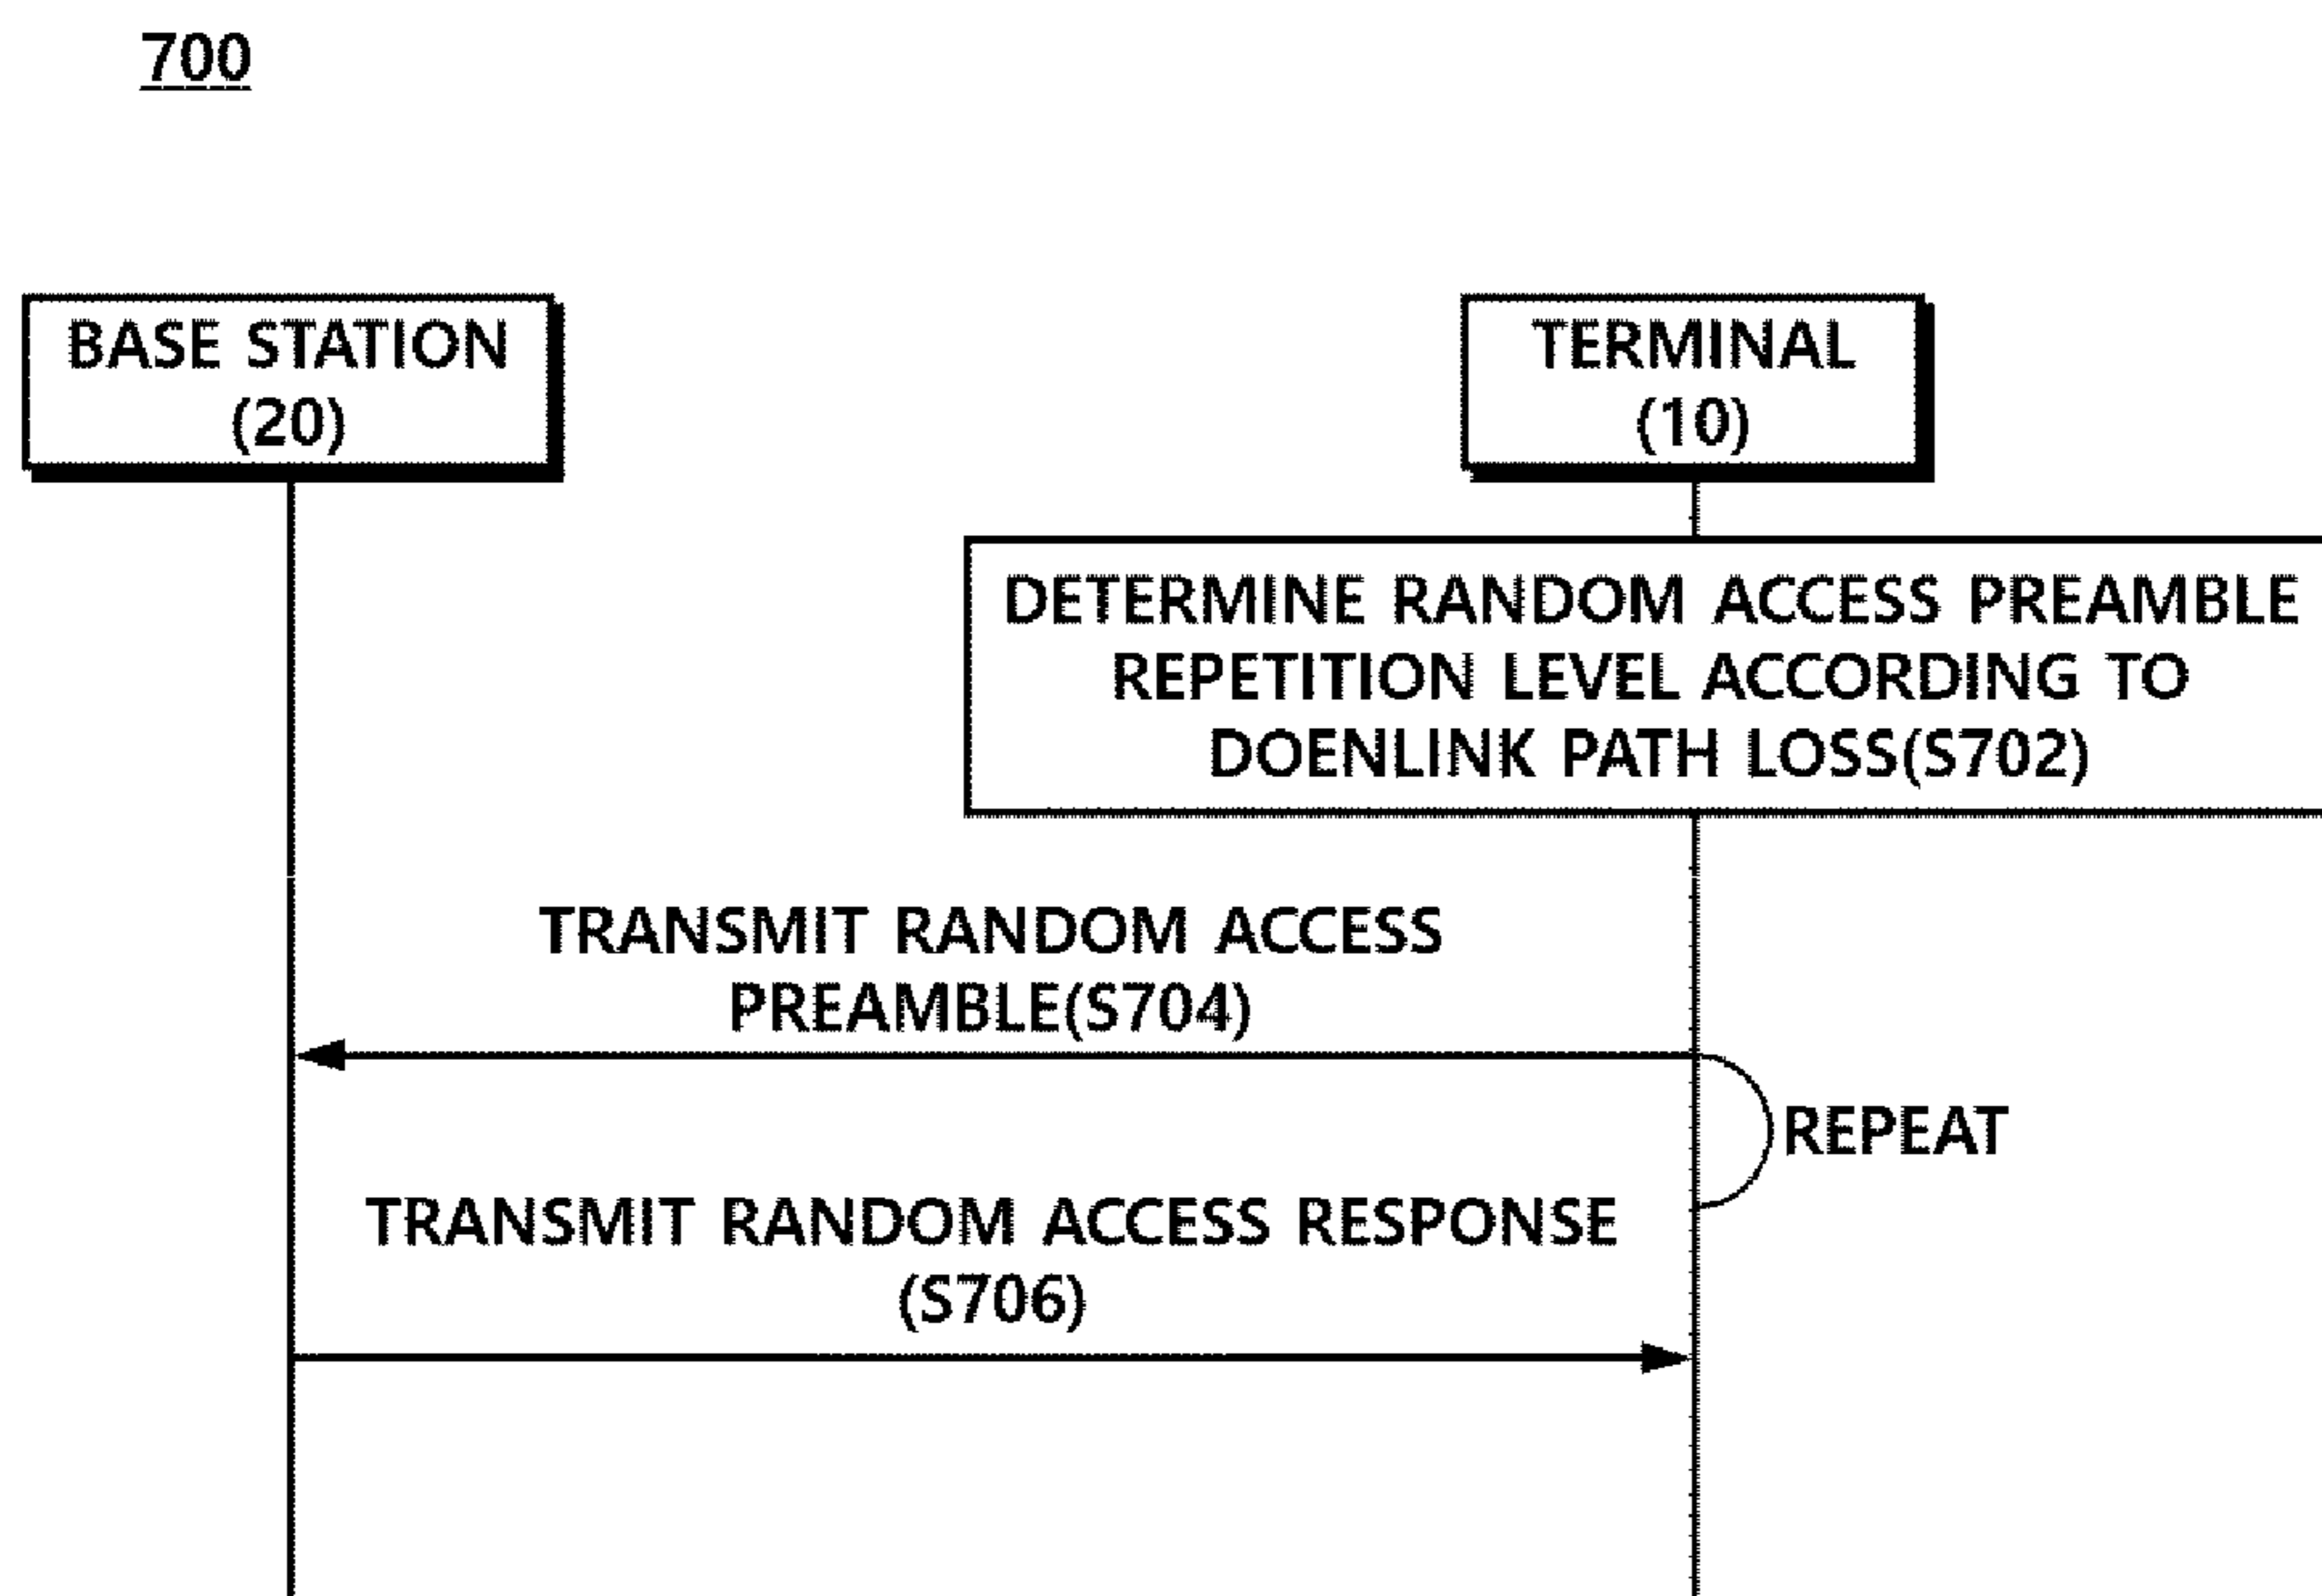 700
BASE STATION
(20)
TERMINAL
(10)
DETERMINE RANDOM ACCESS PREAMBLE
REPETITION LEVEL ACCORDING TO
DOENLINK PATH LOSS(S702)
TRANSMIT RANDOM ACCESS
PREAMBLE(S704)
REPEAT
TRANSMIT RANDOM ACCESS RESPONSE
(S706)